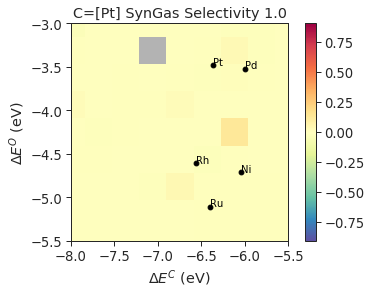 C=[Pt] SynGas Selectivity 1.0
−3.0
−3.5
−4.0
−4.5
−5.0
−5.5
ΔE^O (eV)
Pt
Pd
Rh
Ni
Ru
−8.0 −7.5 −7.0 −6.5 −6.0 −5.5
ΔE^C (eV)
0.75
0.50
0.25
0.00
−0.25
−0.50
−0.75